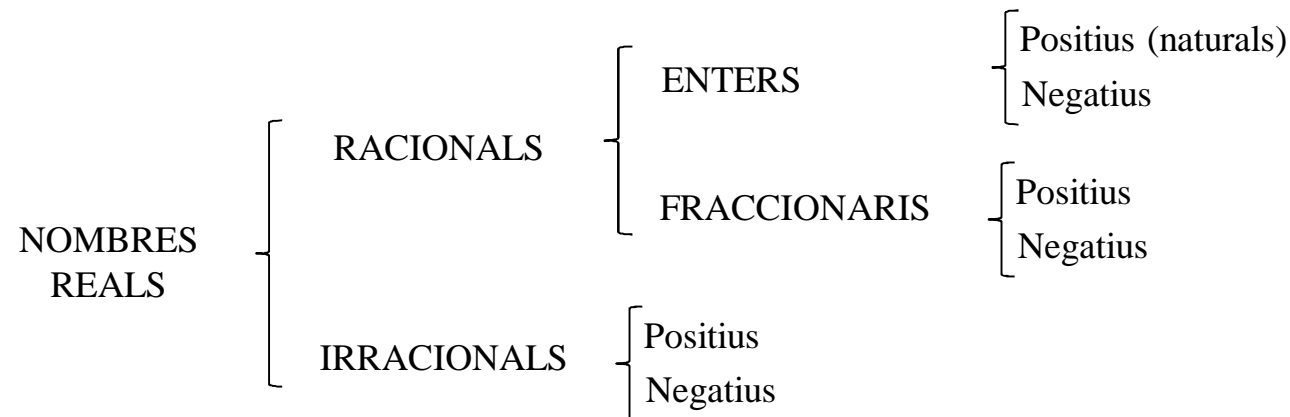 Positius (naturals)
ENTERS
Negatius
RACIONALS
Positius
FRACCIONARIS
Negatius
NOMBRES
REALS
Positius
IRRACIONALS
Negatius